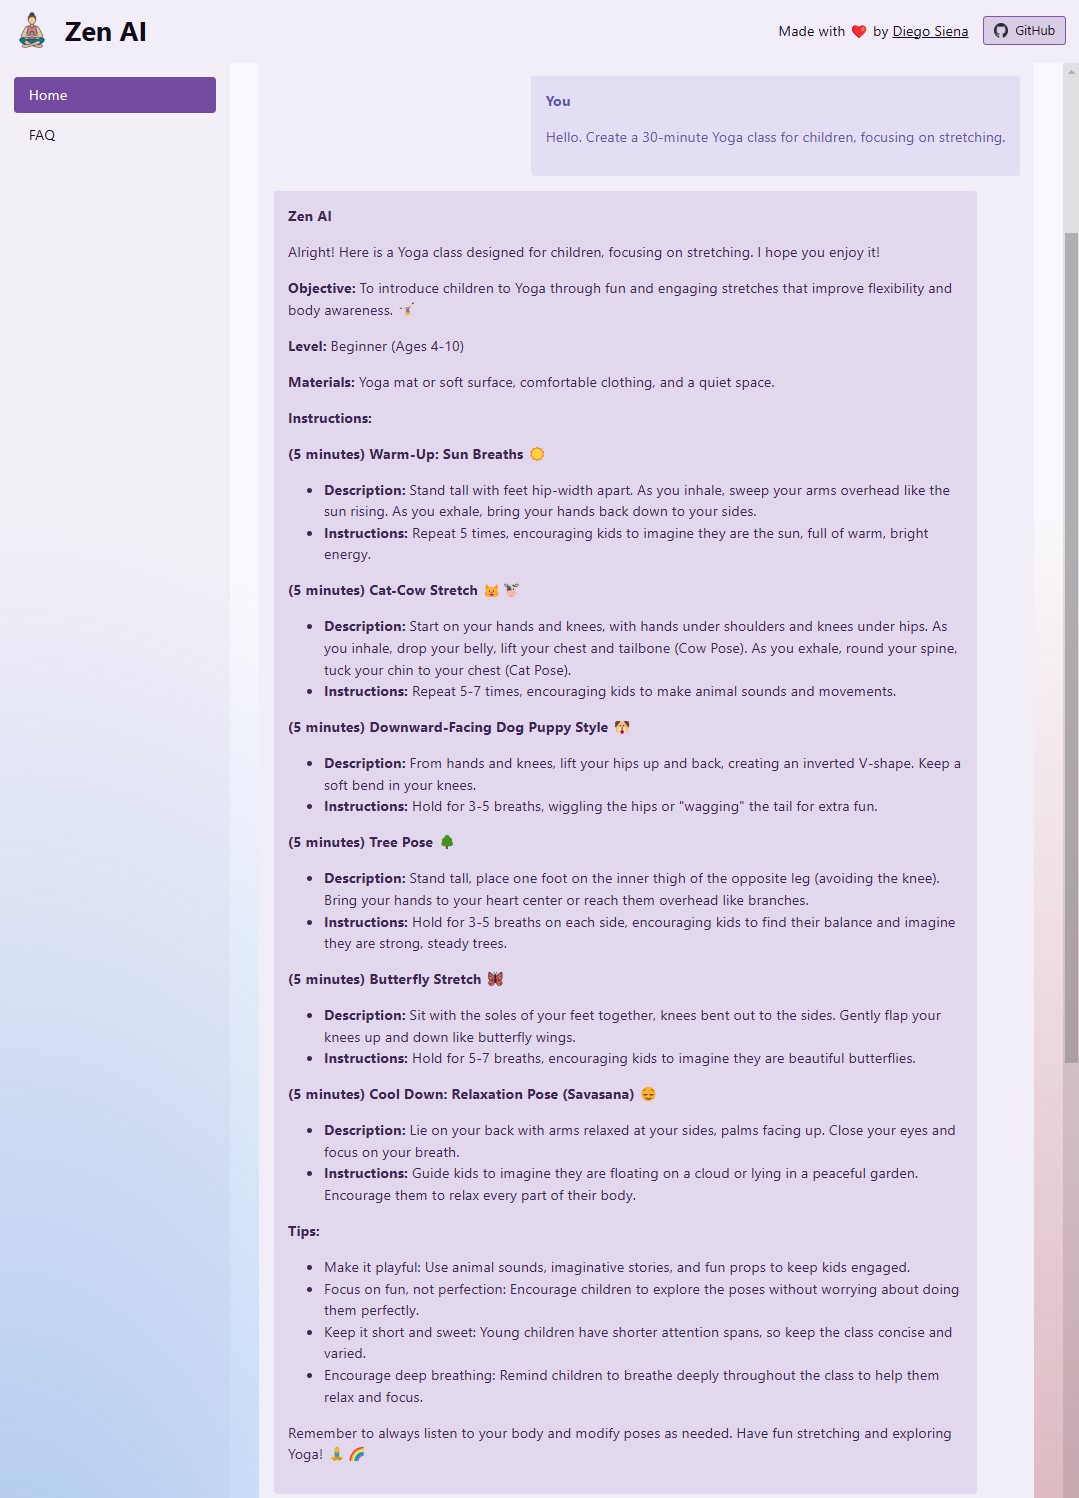 Zen AI
Made with ❤️ by Diego Siena
GitHub
Home
FAQ
You
Hello. Create a 30-minute Yoga class for children, focusing on stretching.
Zen AI
Alright! Here is a Yoga class designed for children, focusing on stretching. I hope you enjoy it!
Objective: To introduce children to Yoga through fun and engaging stretches that improve flexibility and
body awareness. 🤸
Level: Beginner (Ages 4-10)
Materials: Yoga mat or soft surface, comfortable clothing, and a quiet space.
Instructions:
(5 minutes) Warm-Up: Sun Breaths ☀️
• Description: Stand tall with feet hip-width apart. As you inhale, sweep your arms overhead like the
sun rising. As you exhale, bring your hands back down to your sides.
• Instructions: Repeat 5 times, encouraging kids to imagine they are the sun, full of warm, bright
energy.
(5 minutes) Cat-Cow Stretch 🐱 🐮
• Description: Start on your hands and knees, with hands under shoulders and knees under hips. As
you inhale, drop your belly, lift your chest and tailbone (Cow Pose). As you exhale, round your spine,
tuck your chin to your chest (Cat Pose).
• Instructions: Repeat 5-7 times, encouraging kids to make animal sounds and movements.
(5 minutes) Downward-Facing Dog Puppy Style 🐶
• Description: From hands and knees, lift your hips up and back, creating an inverted V-shape. Keep a
soft bend in your knees.
• Instructions: Hold for 3-5 breaths, wiggling the hips or "wagging" the tail for extra fun.
(5 minutes) Tree Pose 🌳
• Description: Stand tall, place one foot on the inner thigh of the opposite leg (avoiding the knee).
Bring your hands to your heart center or reach them overhead like branches.
• Instructions: Hold for 3-5 breaths on each side, encouraging kids to find their balance and imagine
they are strong, steady trees.
(5 minutes) Butterfly Stretch 🦋
• Description: Sit with the soles of your feet together, knees bent out to the sides. Gently flap your
knees up and down like butterfly wings.
• Instructions: Hold for 5-7 breaths, encouraging kids to imagine they are beautiful butterflies.
(5 minutes) Cool Down: Relaxation Pose (Savasana) 😌
• Description: Lie on your back with arms relaxed at your sides, palms facing up. Close your eyes and
focus on your breath.
• Instructions: Guide kids to imagine they are floating on a cloud or lying in a peaceful garden.
Encourage them to relax every part of their body.
Tips:
• Make it playful: Use animal sounds, imaginative stories, and fun props to keep kids engaged.
• Focus on fun, not perfection: Encourage children to explore the poses without worrying about doing
them perfectly.
• Keep it short and sweet: Young children have shorter attention spans, so keep the class concise and
varied.
• Encourage deep breathing: Remind children to breathe deeply throughout the class to help them
relax and focus.
Remember to always listen to your body and modify poses as needed. Have fun stretching and exploring
Yoga! 🙏 🌈